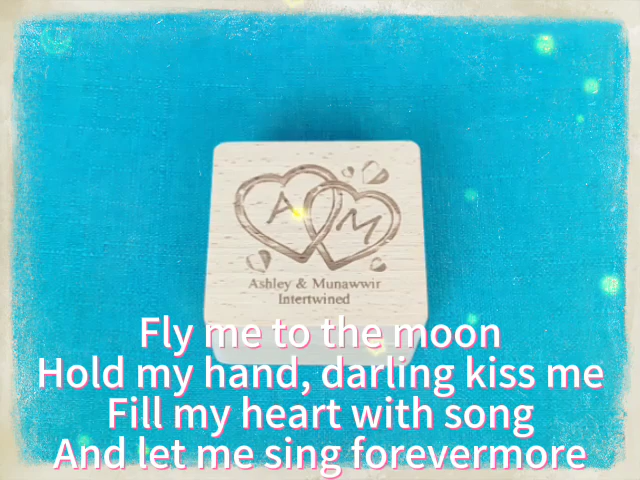 A M
Ashley & Munawwir
Intertwined
Fly me to the moon
Hold my hand, darling kiss me
Fill my heart with song
And let me sing forevermore